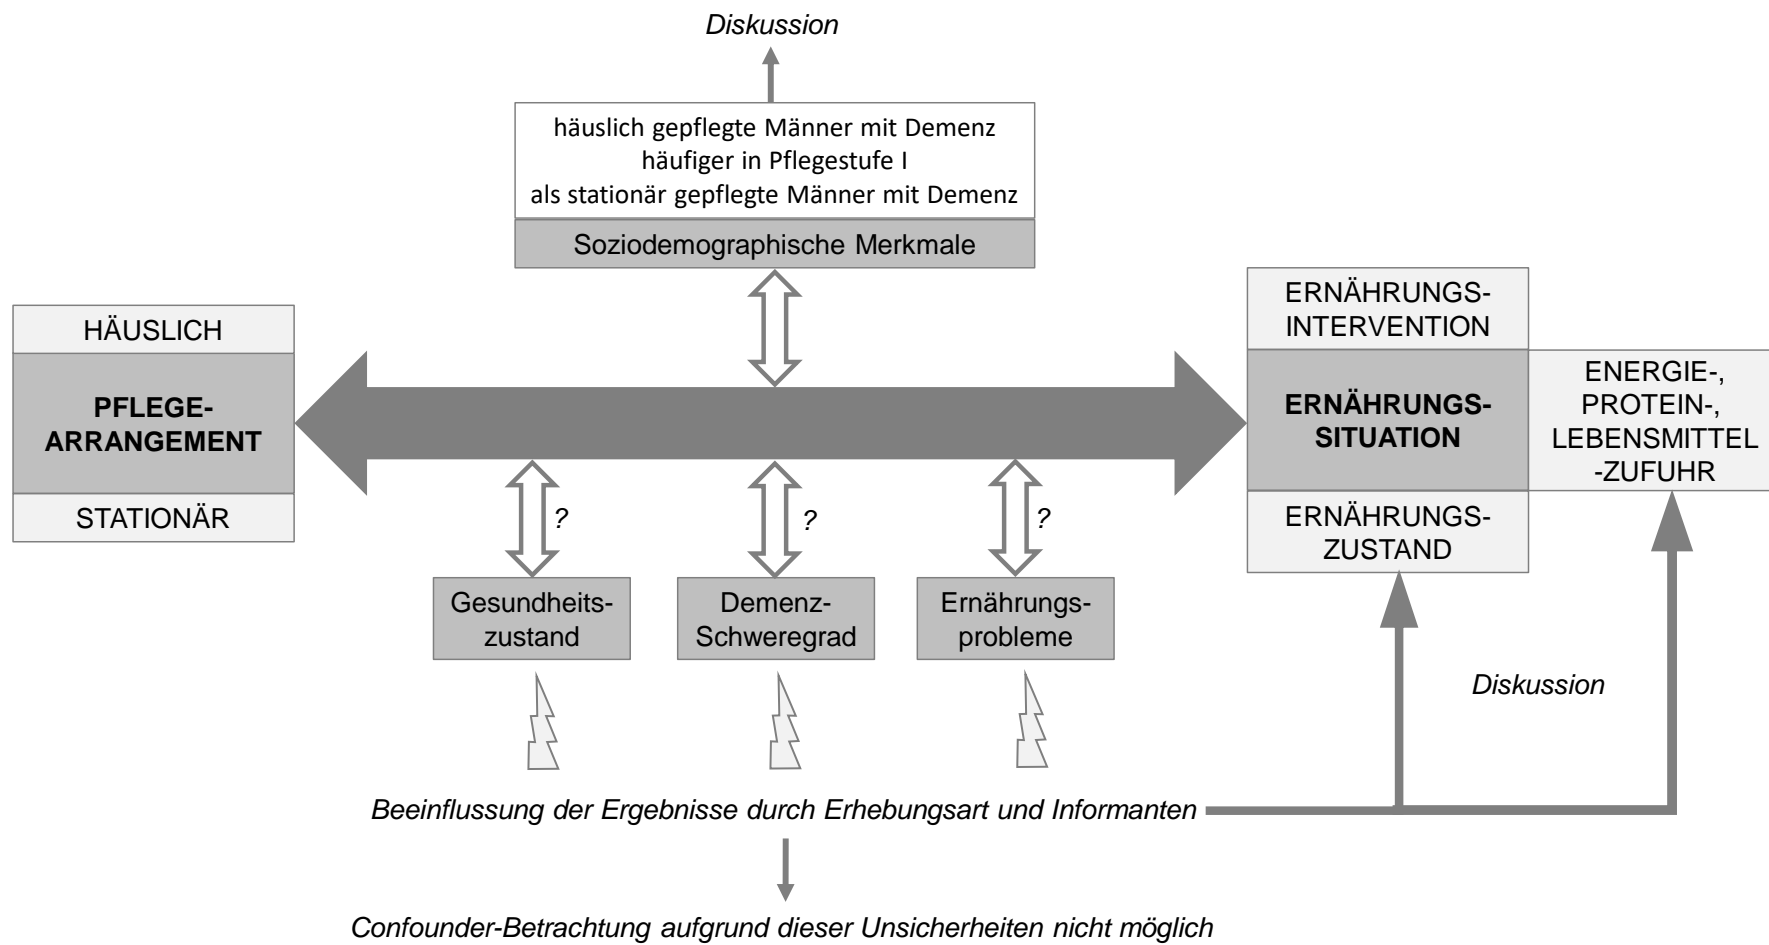 Diskussion
häuslich gepflegte Männer mit Demenz
häufiger in Pflegestufe I
als stationär gepflegte Männer mit Demenz
Soziodemographische Merkmale
HÄUSLICH
PFLEGE-
ARRANGEMENT
STATIONÄR
ERNÄHRUNGS-
INTERVENTION
ERNÄHRUNGS-
SITUATION
ENERGIE-,
PROTEIN-,
LEBENSMITTEL
-ZUFUHR
ERNÄHRUNGS-
ZUSTAND
?
?
?
Gesundheits-
zustand
Demenz-
Schweregrad
Ernährungs-
probleme
Diskussion
Beeinflussung der Ergebnisse durch Erhebungsart und Informanten
Confounder-Betrachtung aufgrund dieser Unsicherheiten nicht möglich